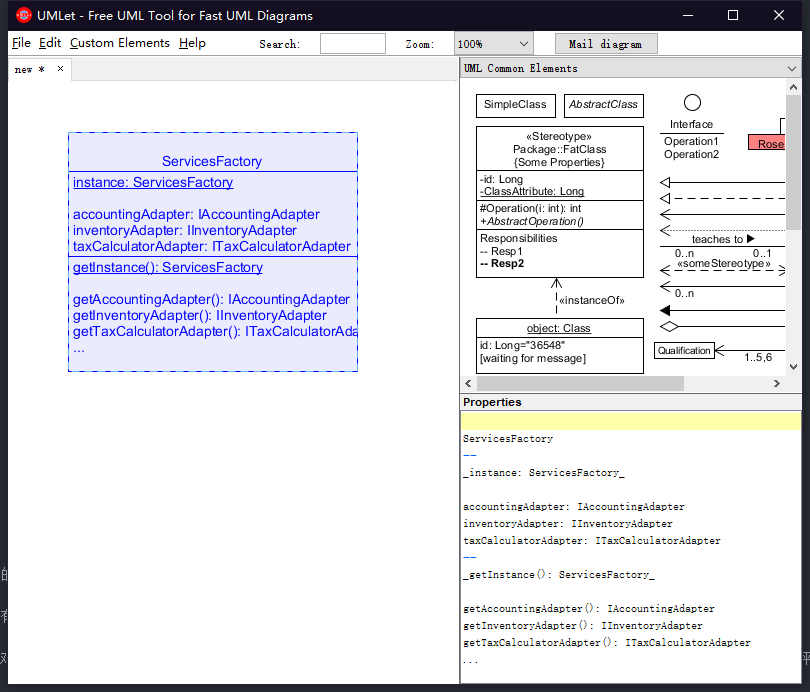 UMLet - Free UML Tool for Fast UML Diagrams
File Edit Custom Elements Help Search: Zoom: 100% Mail diagram
new * ×
UML Common Elements
ServicesFactory
instance: ServicesFactory
accountingAdapter: IAccountingAdapter
inventoryAdapter: IInventoryAdapter
taxCalculatorAdapter: ITaxCalculatorAdapter
getInstance(): ServicesFactory
getAccountingAdapter(): IAccountingAdapter
getInventoryAdapter(): IInventoryAdapter
getTaxCalculatorAdapter(): ITaxCalculatorAda
...
SimpleClass
AbstractClass
«Stereotype»
Package::FatClass
{Some Properties}
-id: Long
-ClassAttribute: Long
#Operation(i: int): int
+AbstractOperation()
Responsibilities
-- Resp1
-- Resp2
«instanceOf»
object: Class
id: Long="36548"
[waiting for message]
Interface
Operation1
Operation2
Rose
teaches to
0..n 0..1
«someStereotype»
0..n
Qualification
1..5,6
Properties
ServicesFactory
--
_instance: ServicesFactory_
accountingAdapter: IAccountingAdapter
inventoryAdapter: IInventoryAdapter
taxCalculatorAdapter: ITaxCalculatorAdapter
--
_getInstance(): ServicesFactory_
getAccountingAdapter(): IAccountingAdapter
getInventoryAdapter(): IInventoryAdapter
getTaxCalculatorAdapter(): ITaxCalculatorAdapter
...